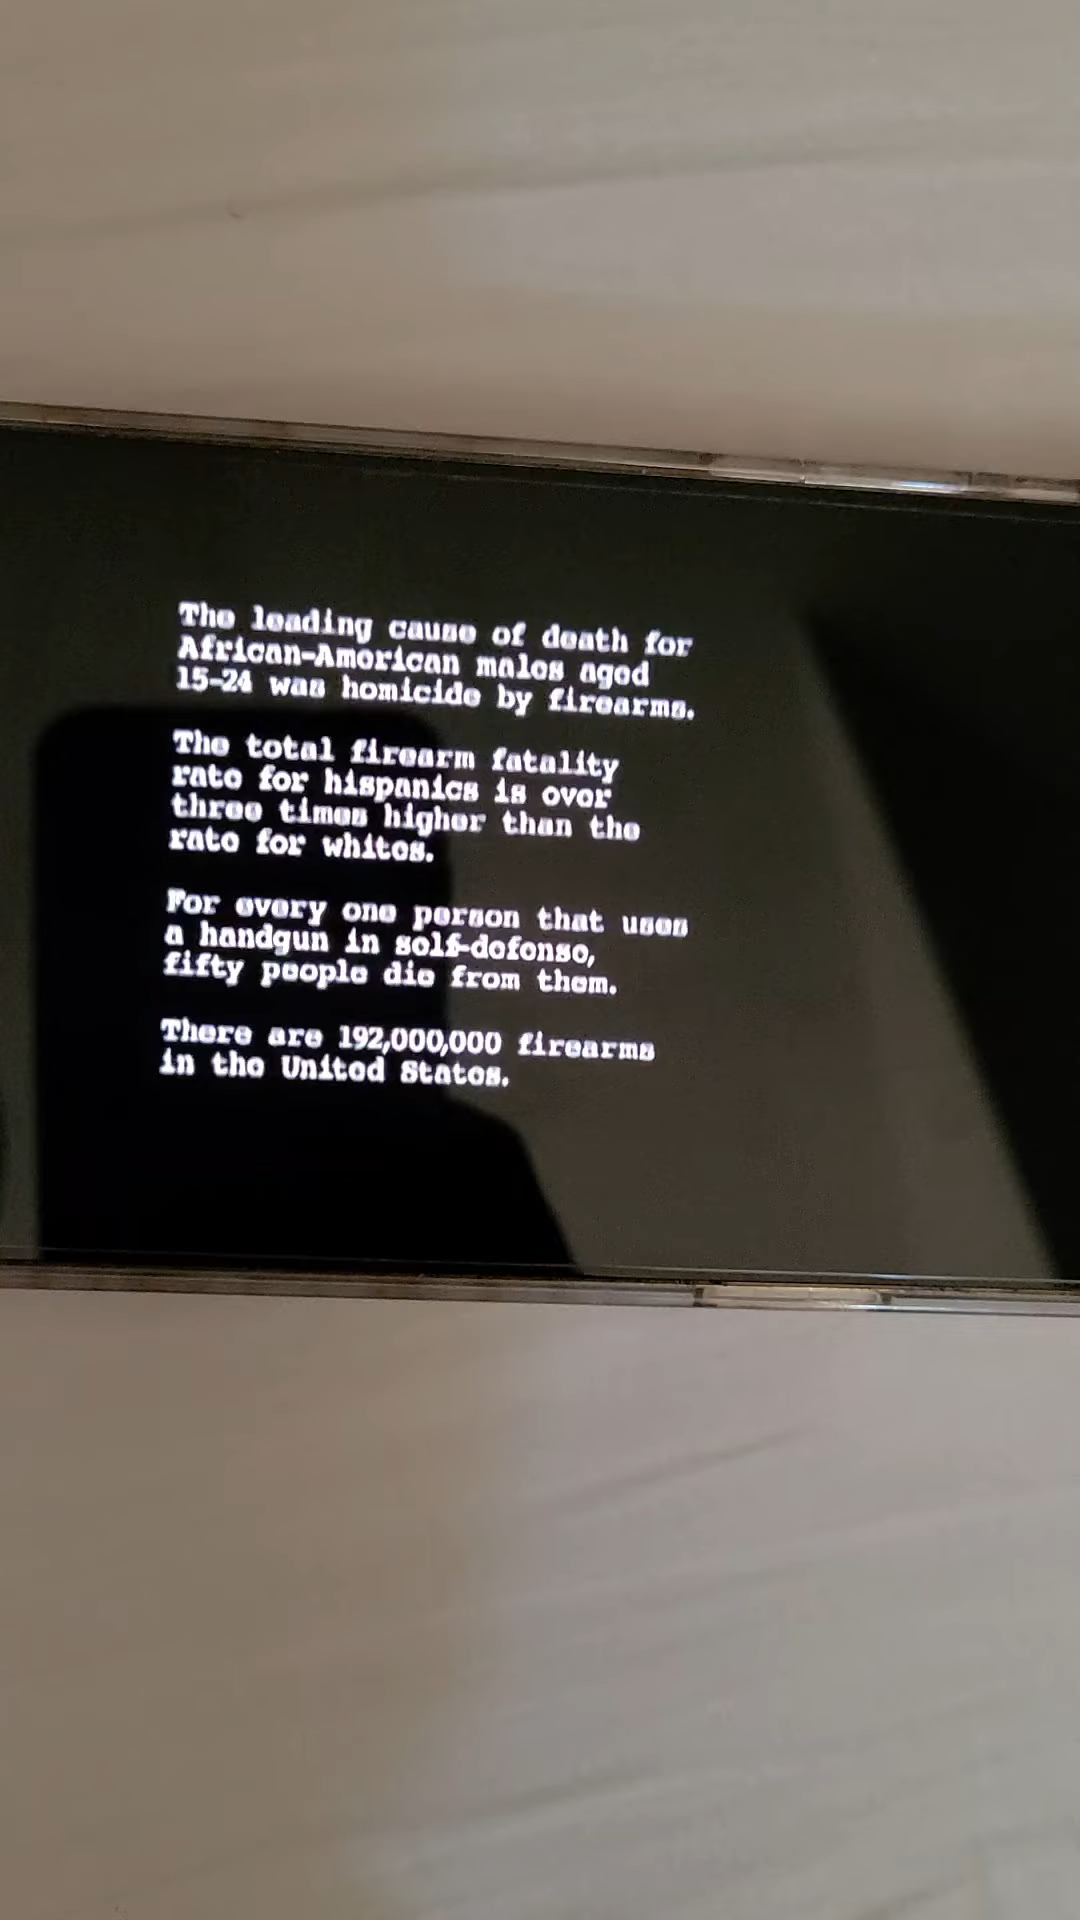 The leading cause of death for
African-American males aged
15-24 was homicide by firearms.
The total firearm fatality
rate for hispanics is over
three times higher than the
rate for whites.
For every one person that uses
a handgun in self-defense,
fifty people die from them.
There are 192,000,000 firearms
in the United States.